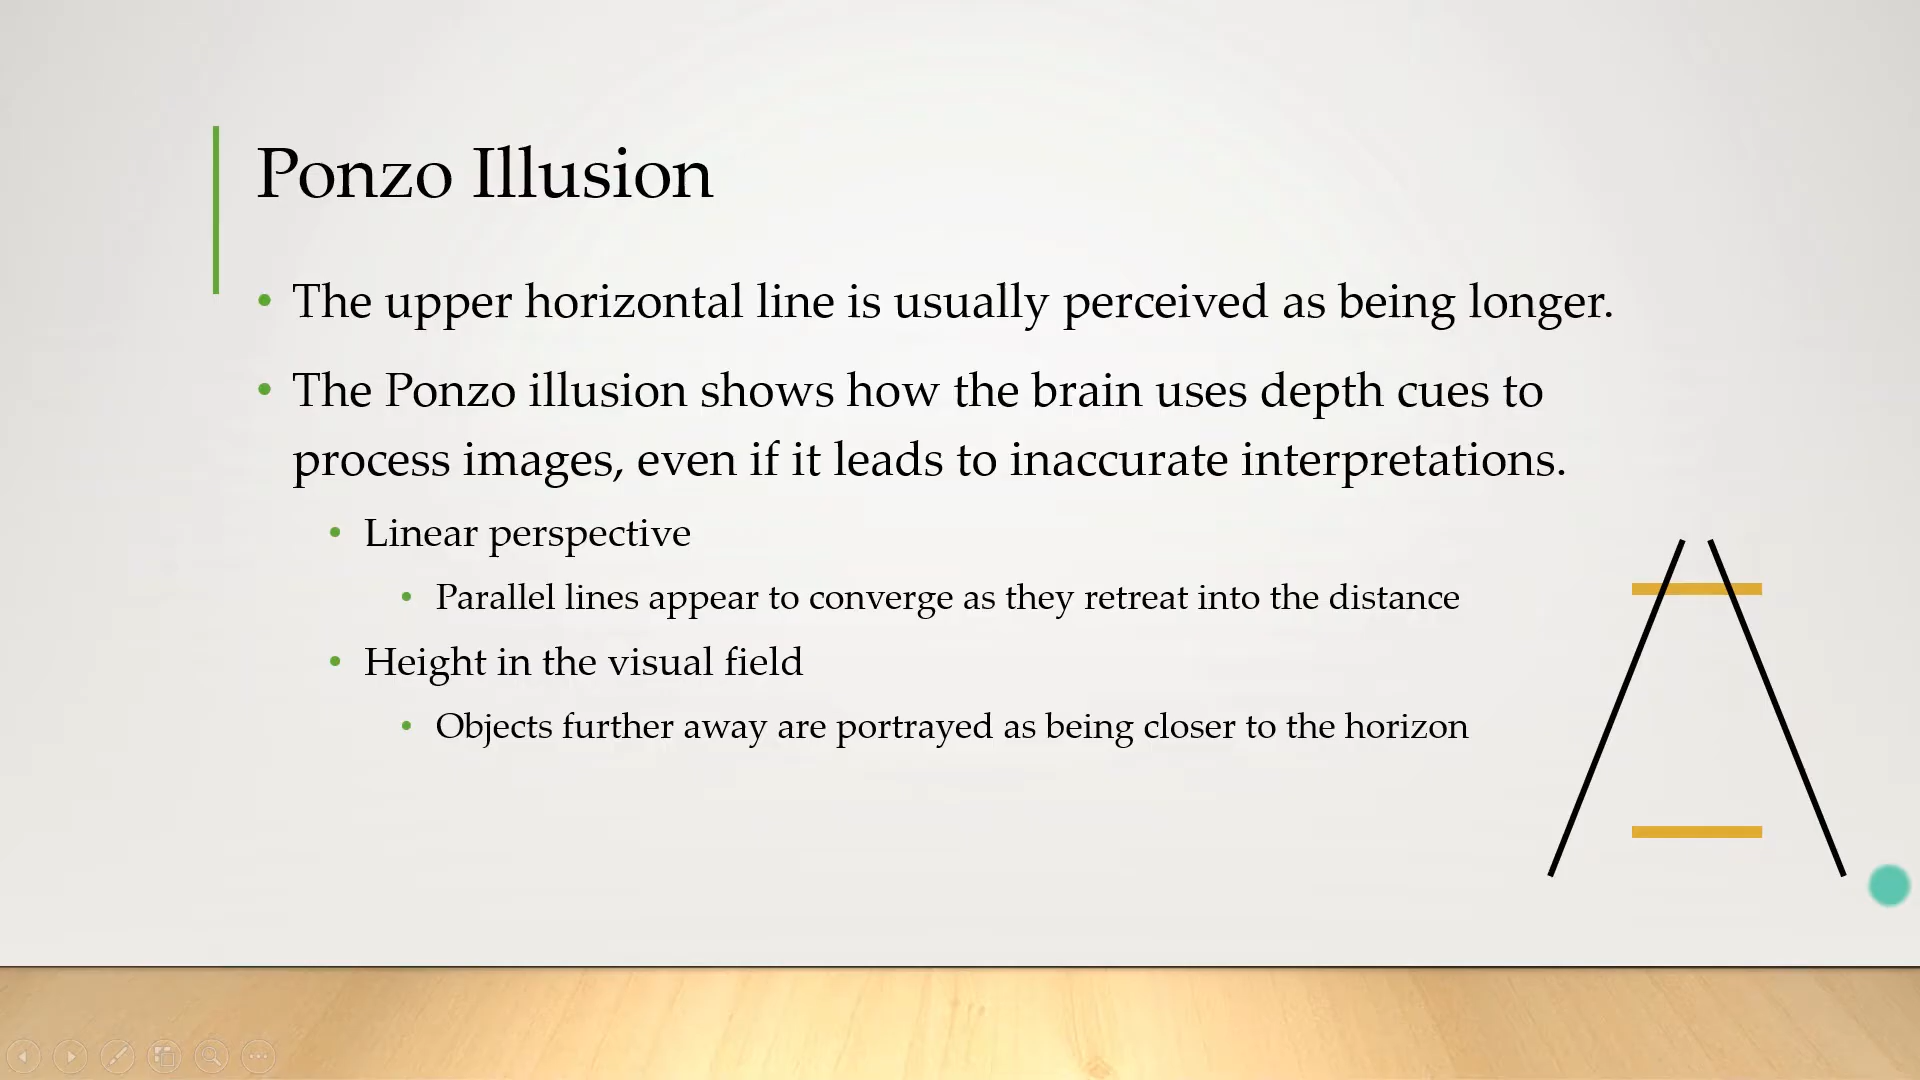 Ponzo Illusion
• The upper horizontal line is usually perceived as being longer.
• The Ponzo illusion shows how the brain uses depth cues to
process images, even if it leads to inaccurate interpretations.
• Linear perspective
• Parallel lines appear to converge as they retreat into the distance
• Height in the visual field
• Objects further away are portrayed as being closer to the horizon